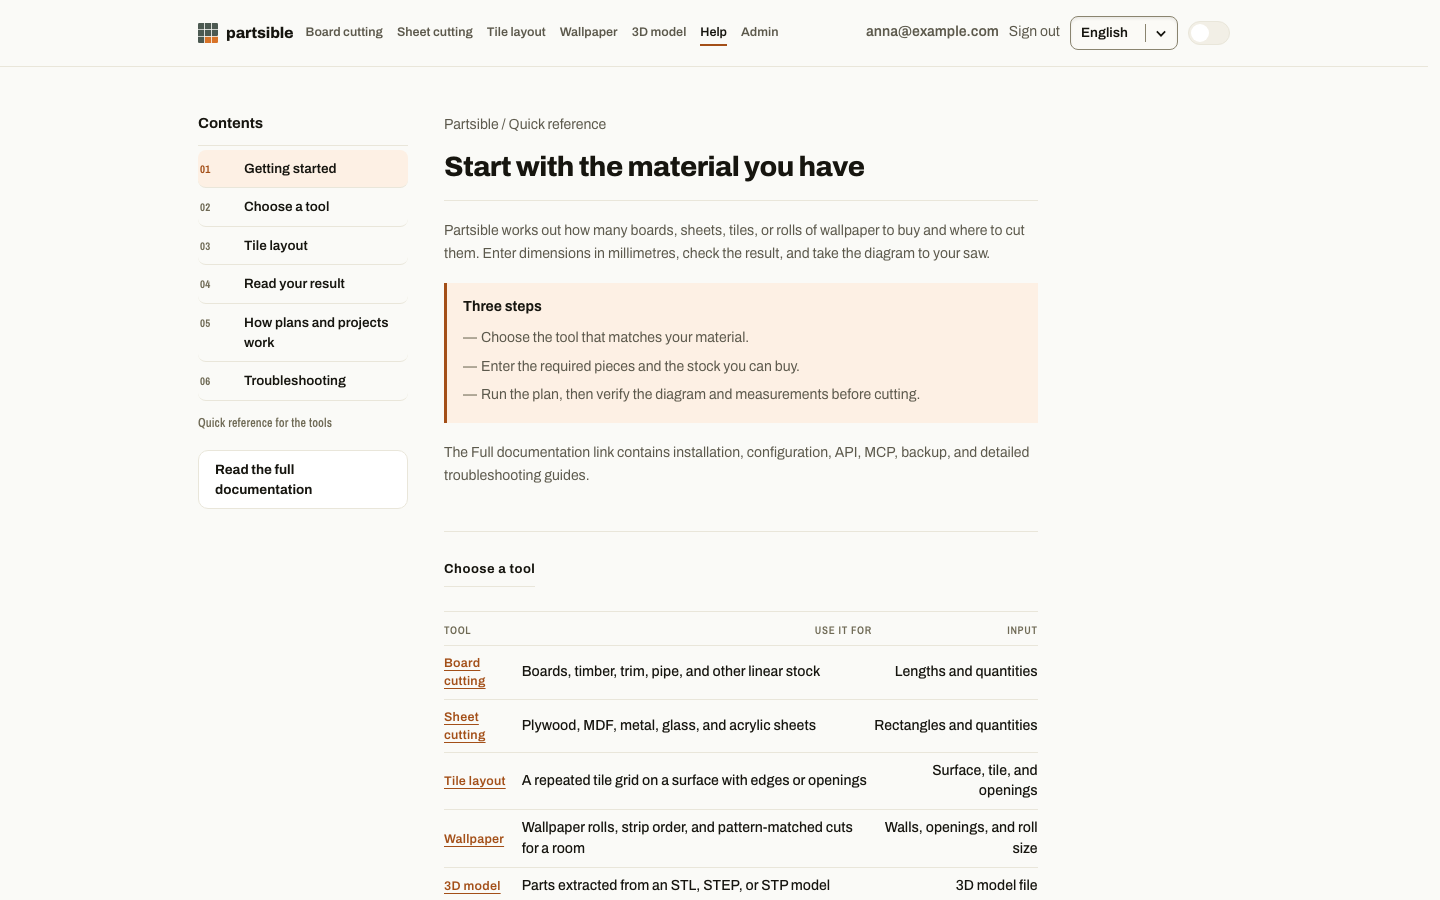 partsible
Board cutting
Sheet cutting
Tile layout
Wallpaper
3D model
Help
Admin
anna@example.com
Sign out
English
Contents
01 Getting started
02 Choose a tool
03 Tile layout
04 Read your result
05 How plans and projects
work
06 Troubleshooting
Quick reference for the tools
Read the full
documentation
Partsible / Quick reference
Start with the material you have
Partsible works out how many boards, sheets, tiles, or rolls of wallpaper to buy and where to cut
them. Enter dimensions in millimetres, check the result, and take the diagram to your saw.
Three steps
— Choose the tool that matches your material.
— Enter the required pieces and the stock you can buy.
— Run the plan, then verify the diagram and measurements before cutting.
The Full documentation link contains installation, configuration, API, MCP, backup, and detailed
troubleshooting guides.
Choose a tool
TOOL USE IT FOR INPUT
Board
cutting
Boards, timber, trim, pipe, and other linear stock
Lengths and quantities
Sheet
cutting
Plywood, MDF, metal, glass, and acrylic sheets
Rectangles and quantities
Tile layout
A repeated tile grid on a surface with edges or openings
Surface, tile, and
openings
Wallpaper
Wallpaper rolls, strip order, and pattern-matched cuts
for a room
Walls, openings, and roll
size
3D model
Parts extracted from an STL, STEP, or STP model
3D model file